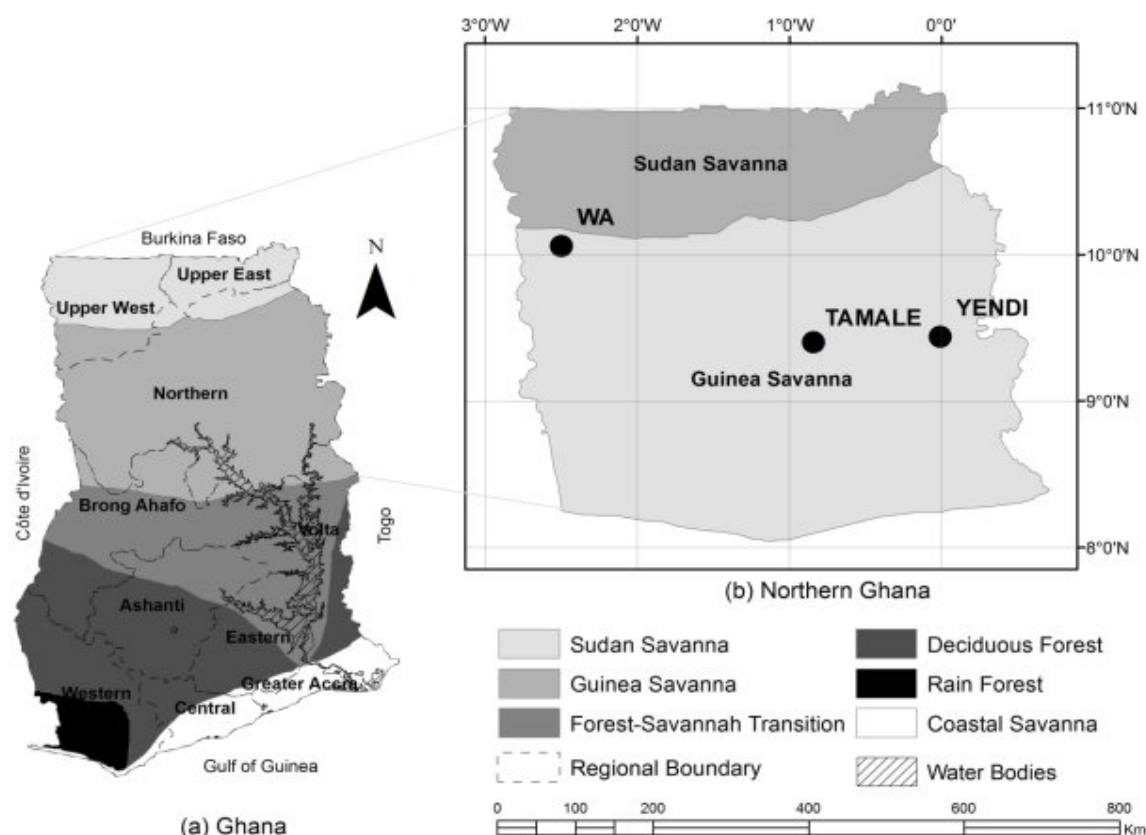 3°0'W 2°0'W 1°0'W 0°0'
11°0'N
Sudan Savanna
WA
10°0'N
TAMALE
YENDI
Guinea Savanna
9°0'N
8°0'N
(b) Northern Ghana
Burkina Faso
N
Upper East
Upper West
Northern
Côte d'Ivoire
Brong Ahafo
Volta
Togo
Ashanti
Eastern
Greater Accra
Western
Central
Gulf of Guinea
(a) Ghana
Sudan Savanna
Guinea Savanna
Forest-Savannah Transition
Regional Boundary
Deciduous Forest
Rain Forest
Coastal Savanna
Water Bodies
0 50 100 200 400 600 800
Km